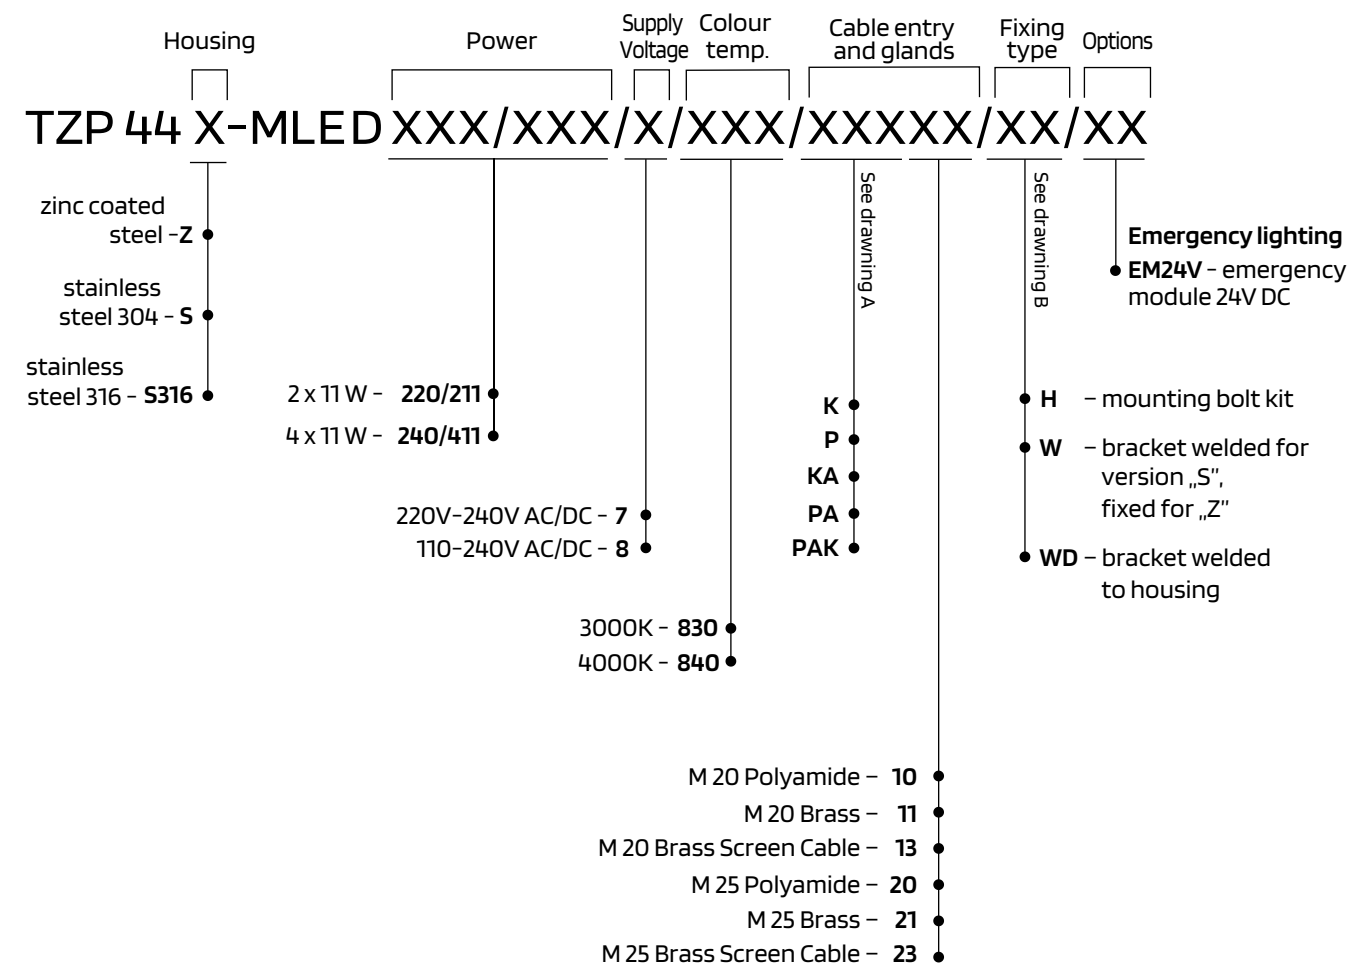 Housing
Power
Supply
Voltage
Colour
temp.
Cable entry
and glands
Fixing
type
Options
TZP 44 X-MLED XXX/XXX/X/XXX/XXXXX/XX/XX
zinc coated
steel - Z
stainless
steel 304 - S
stainless
steel 316 - S316
2 x 11 W - 220/211
4 x 11 W - 240/411
220V-240V AC/DC - 7
110-240V AC/DC - 8
3000K - 830
4000K - 840
See drawning A
K
P
KA
PA
PAK
M 20 Polyamide – 10
M 20 Brass – 11
M 20 Brass Screen Cable – 13
M 25 Polyamide – 20
M 25 Brass – 21
M 25 Brass Screen Cable – 23
See drawning B
H – mounting bolt kit
W – bracket welded for
version „S”,
fixed for „Z”
WD – bracket welded
to housing
Emergency lighting
EM24V - emergency
module 24V DC